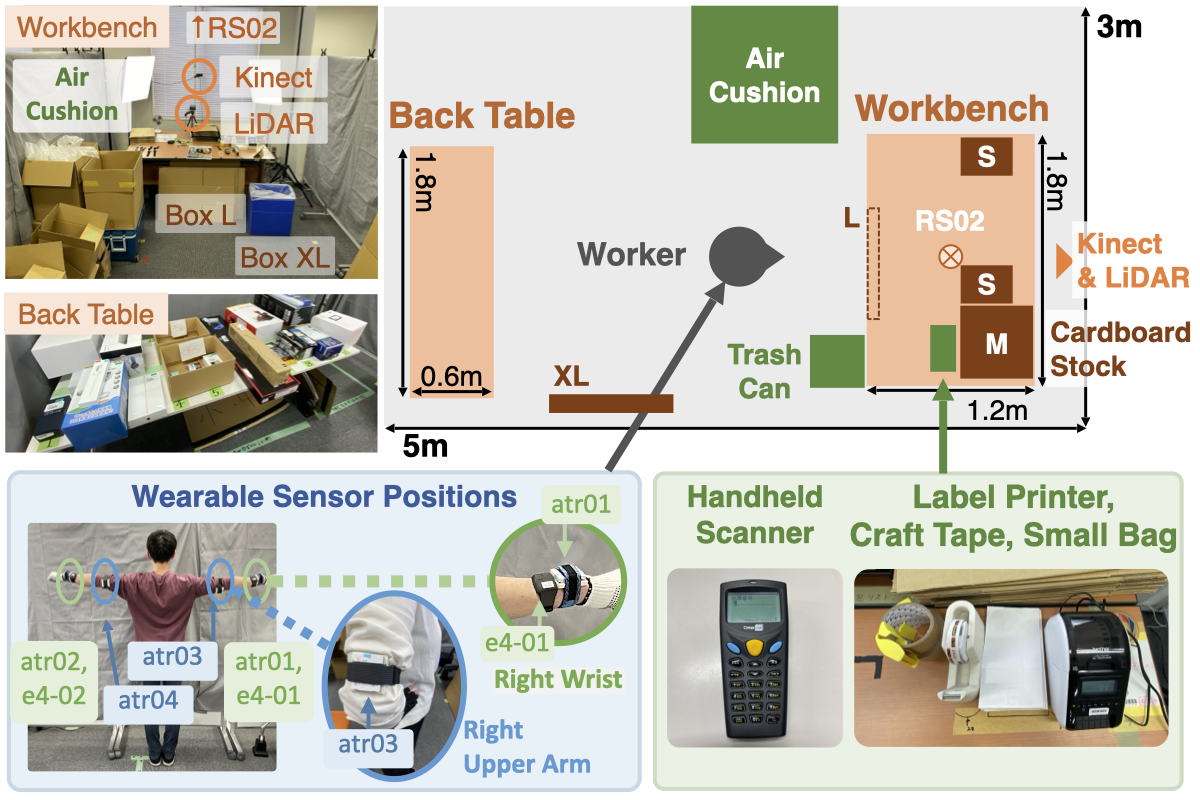 Workbench
↑RS02
Air
Cushion
Kinect
LiDAR
Box L
Box XL
Back Table
3m
Air
Cushion
Back Table
Workbench
1.8m
S
1.8m
L
RS02
Worker
Kinect
& LiDAR
S
Trash
Can
M
Cardboard
Stock
0.6m
XL
1.2m
5m
Wearable Sensor Positions
atr01
e4-01
Right Wrist
atr02,
e4-02
atr03
atr04
atr01,
e4-01
atr03
Right
Upper Arm
Handheld
Scanner
Label Printer,
Craft Tape, Small Bag